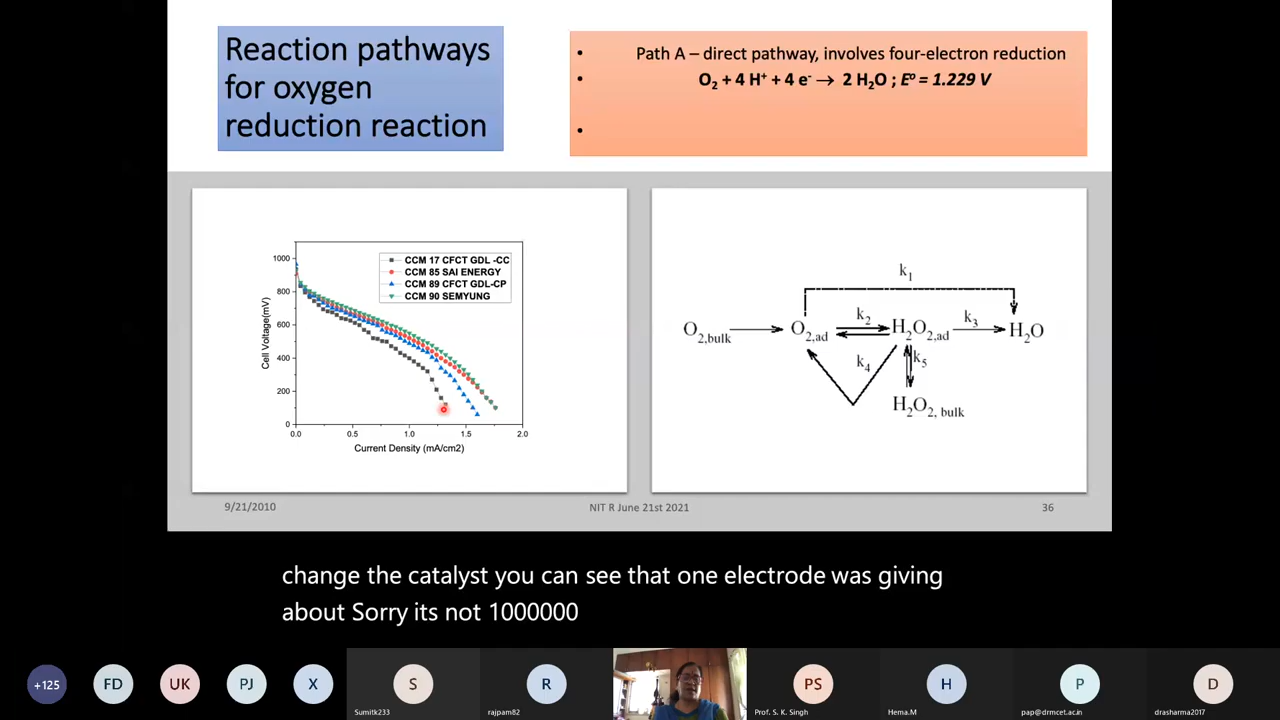 Reaction pathways
for oxygen
reduction reaction
• Path A – direct pathway, involves four-electron reduction
• O₂ + 4 H⁺ + 4 e⁻ → 2 H₂O ; Eº = 1.229 V
•
CCM 17 CFCT GDL -CC
CCM 85 SAI ENERGY
CCM 89 CFCT GDL-CP
CCM 90 SEMYUNG
Cell Voltage(mV)
1000
800
600
400
200
0
0.0 0.5 1.0 1.5 2.0
Current Density (mA/cm2)
k₁
O₂,bulk → O₂,ad k₂ H₂O₂,ad k₃ → H₂O
k₄ k₅
H₂O₂, bulk
9/21/2010 NIT R June 21st 2021 36
change the catalyst you can see that one electrode was giving
about Sorry its not 1000000
+125 FD UK PJ X S R PS H P D
Sumitk233 rajpam82 Prof. S. K. Singh Hema.M pap@drmcet.ac.in drasharma2017